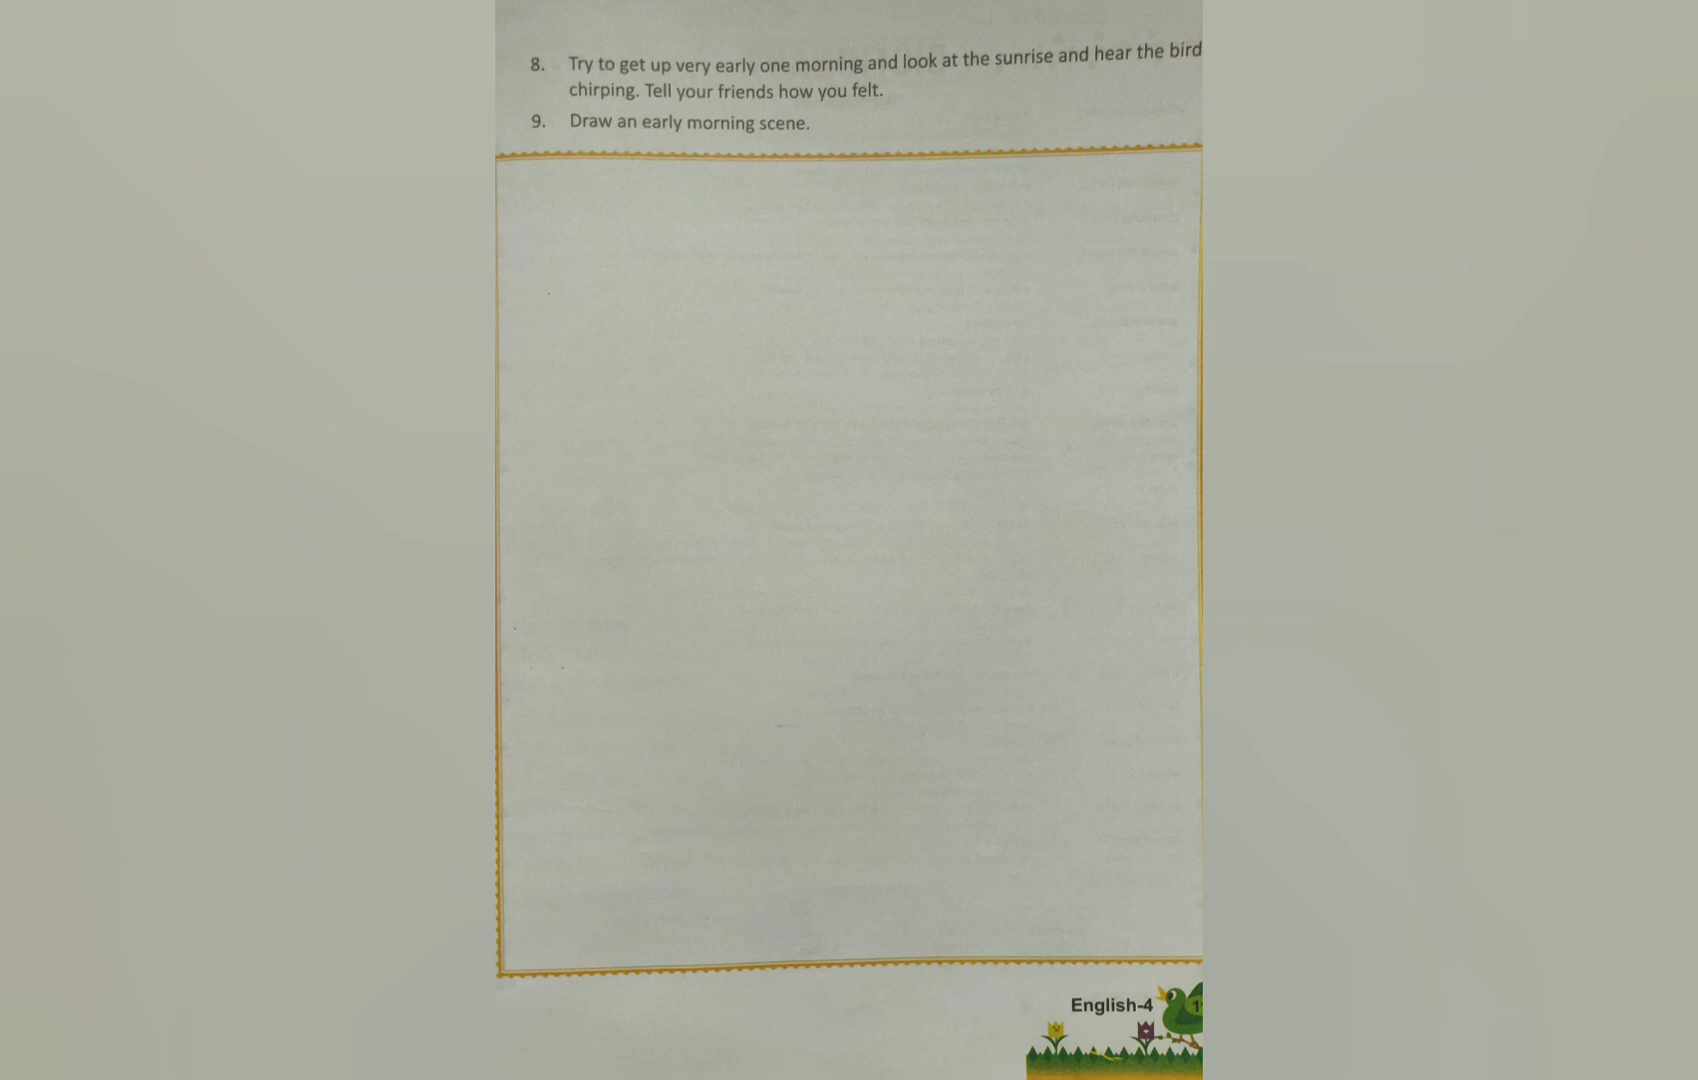 8. Try to get up very early one morning and look at the sunrise and hear the bird
chirping. Tell your friends how you felt.
9. Draw an early morning scene.
English-4